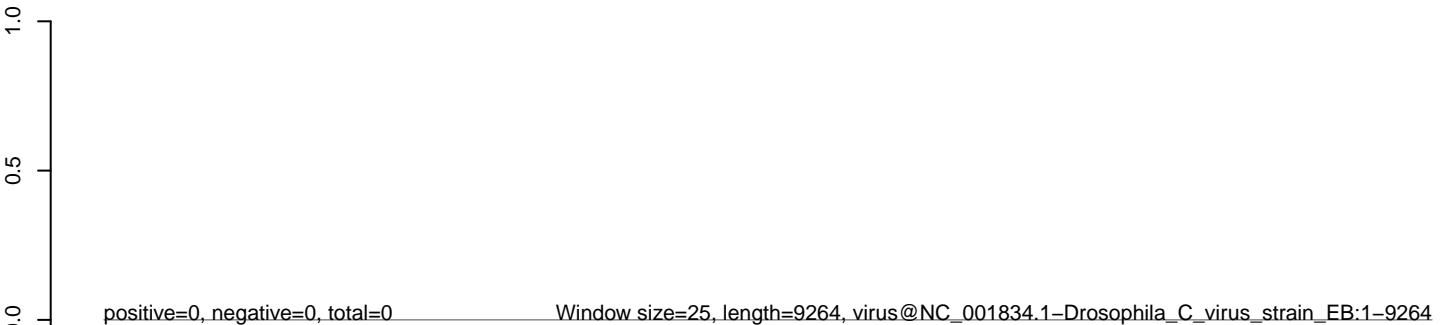 1.0
0.5
0.0
positive=0, negative=0, total=0
Window size=25, length=9264, virus@NC_001834.1−Drosophila_C_virus_strain_EB:1−9264